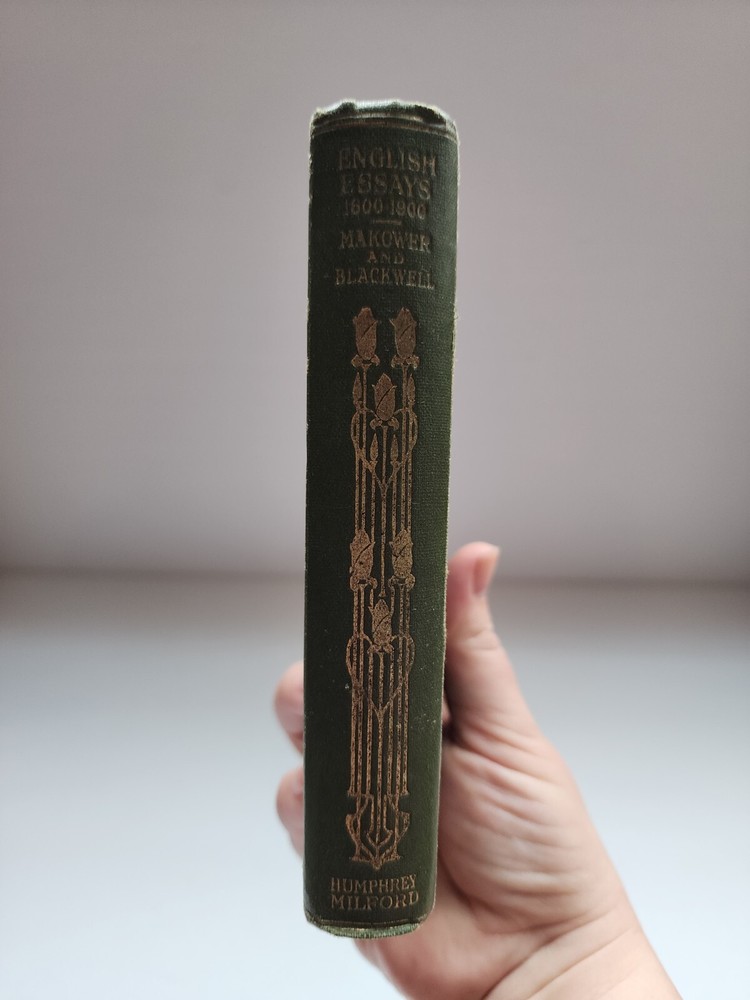 ENGLISH
ESSAYS
1600-1900
MAKOWER
AND
BLACKWELL
HUMPHREY
MILFORD